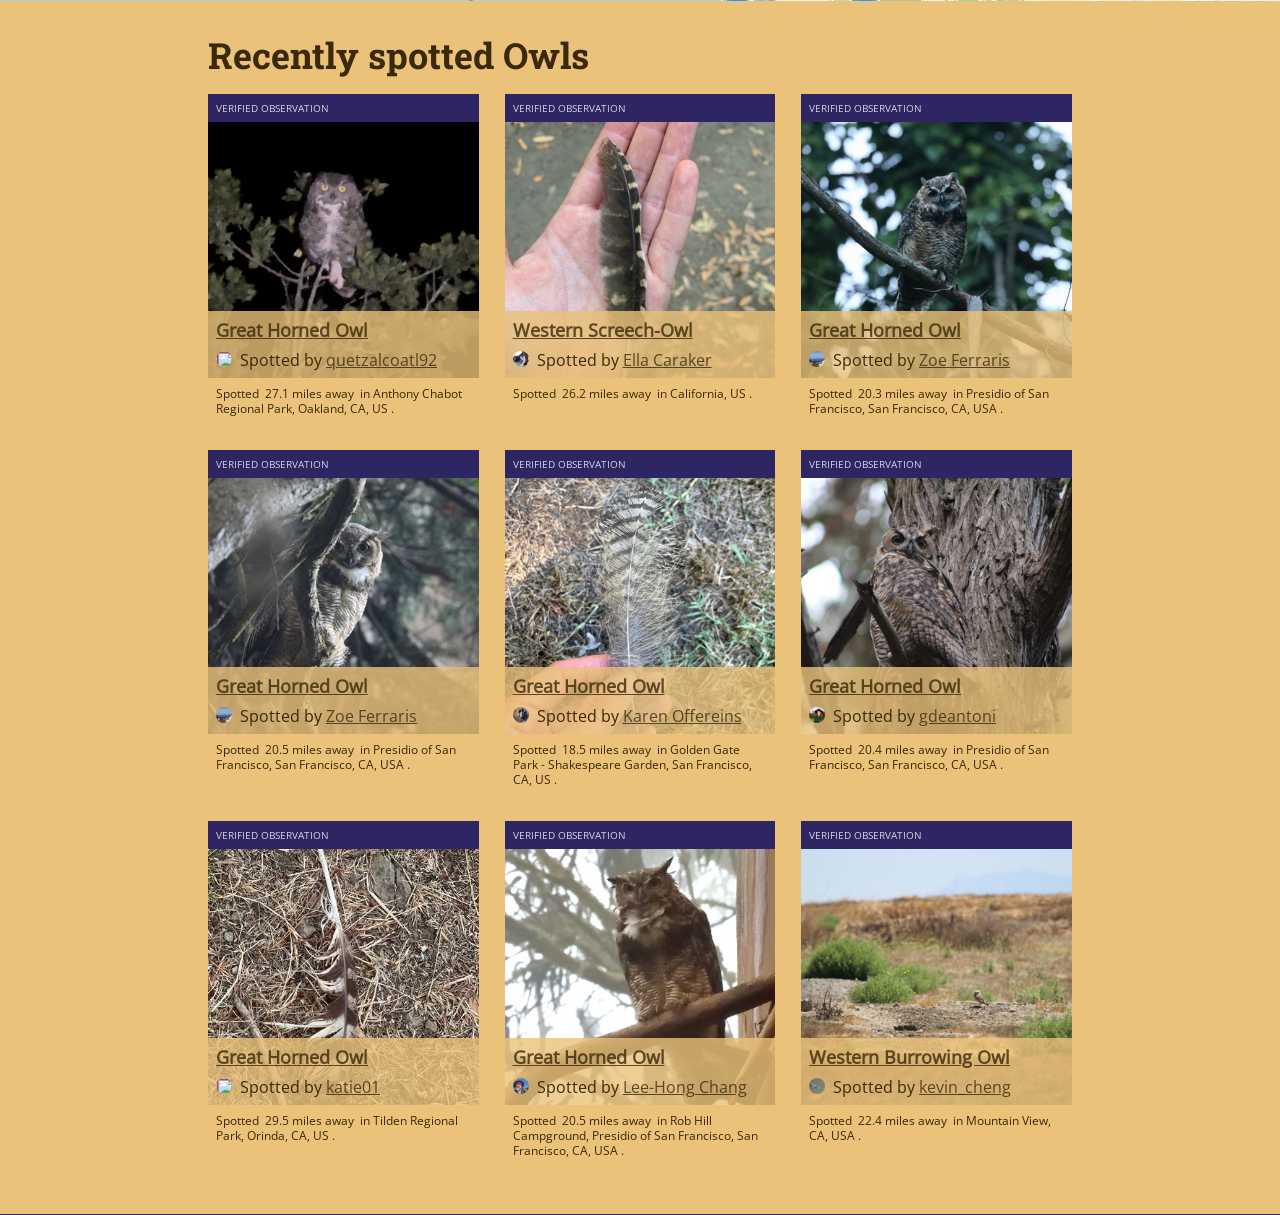 Recently spotted Owls
VERIFIED OBSERVATION
Great Horned Owl
Spotted by quetzalcoatl92
Spotted 27.1 miles away in Anthony Chabot
Regional Park, Oakland, CA, US .
VERIFIED OBSERVATION
Western Screech-Owl
Spotted by Ella Caraker
Spotted 26.2 miles away in California, US .
VERIFIED OBSERVATION
Great Horned Owl
Spotted by Zoe Ferraris
Spotted 20.3 miles away in Presidio of San
Francisco, San Francisco, CA, USA .
VERIFIED OBSERVATION
Great Horned Owl
Spotted by Zoe Ferraris
Spotted 20.5 miles away in Presidio of San
Francisco, San Francisco, CA, USA .
VERIFIED OBSERVATION
Great Horned Owl
Spotted by Karen Offereins
Spotted 18.5 miles away in Golden Gate
Park - Shakespeare Garden, San Francisco,
CA, US .
VERIFIED OBSERVATION
Great Horned Owl
Spotted by gdeantoni
Spotted 20.4 miles away in Presidio of San
Francisco, San Francisco, CA, USA .
VERIFIED OBSERVATION
Great Horned Owl
Spotted by katie01
Spotted 29.5 miles away in Tilden Regional
Park, Orinda, CA, US .
VERIFIED OBSERVATION
Great Horned Owl
Spotted by Lee-Hong Chang
Spotted 20.5 miles away in Rob Hill
Campground, Presidio of San Francisco, San
Francisco, CA, USA .
VERIFIED OBSERVATION
Western Burrowing Owl
Spotted by kevin_cheng
Spotted 22.4 miles away in Mountain View,
CA, USA .